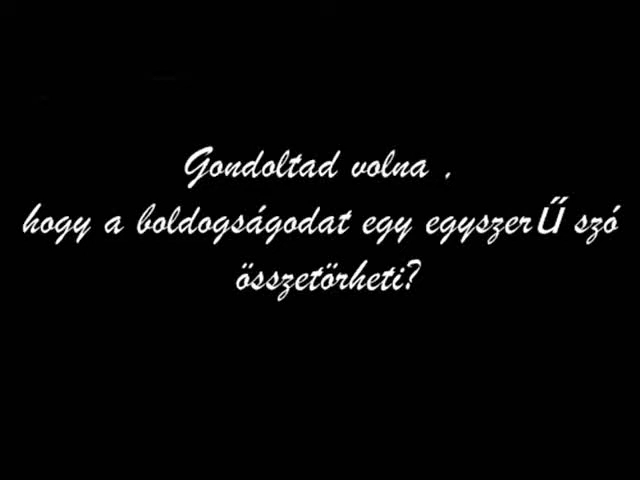 Gondoltad volna ,
hogy a boldogságodat egy egyszerŰ szó
összetörheti?